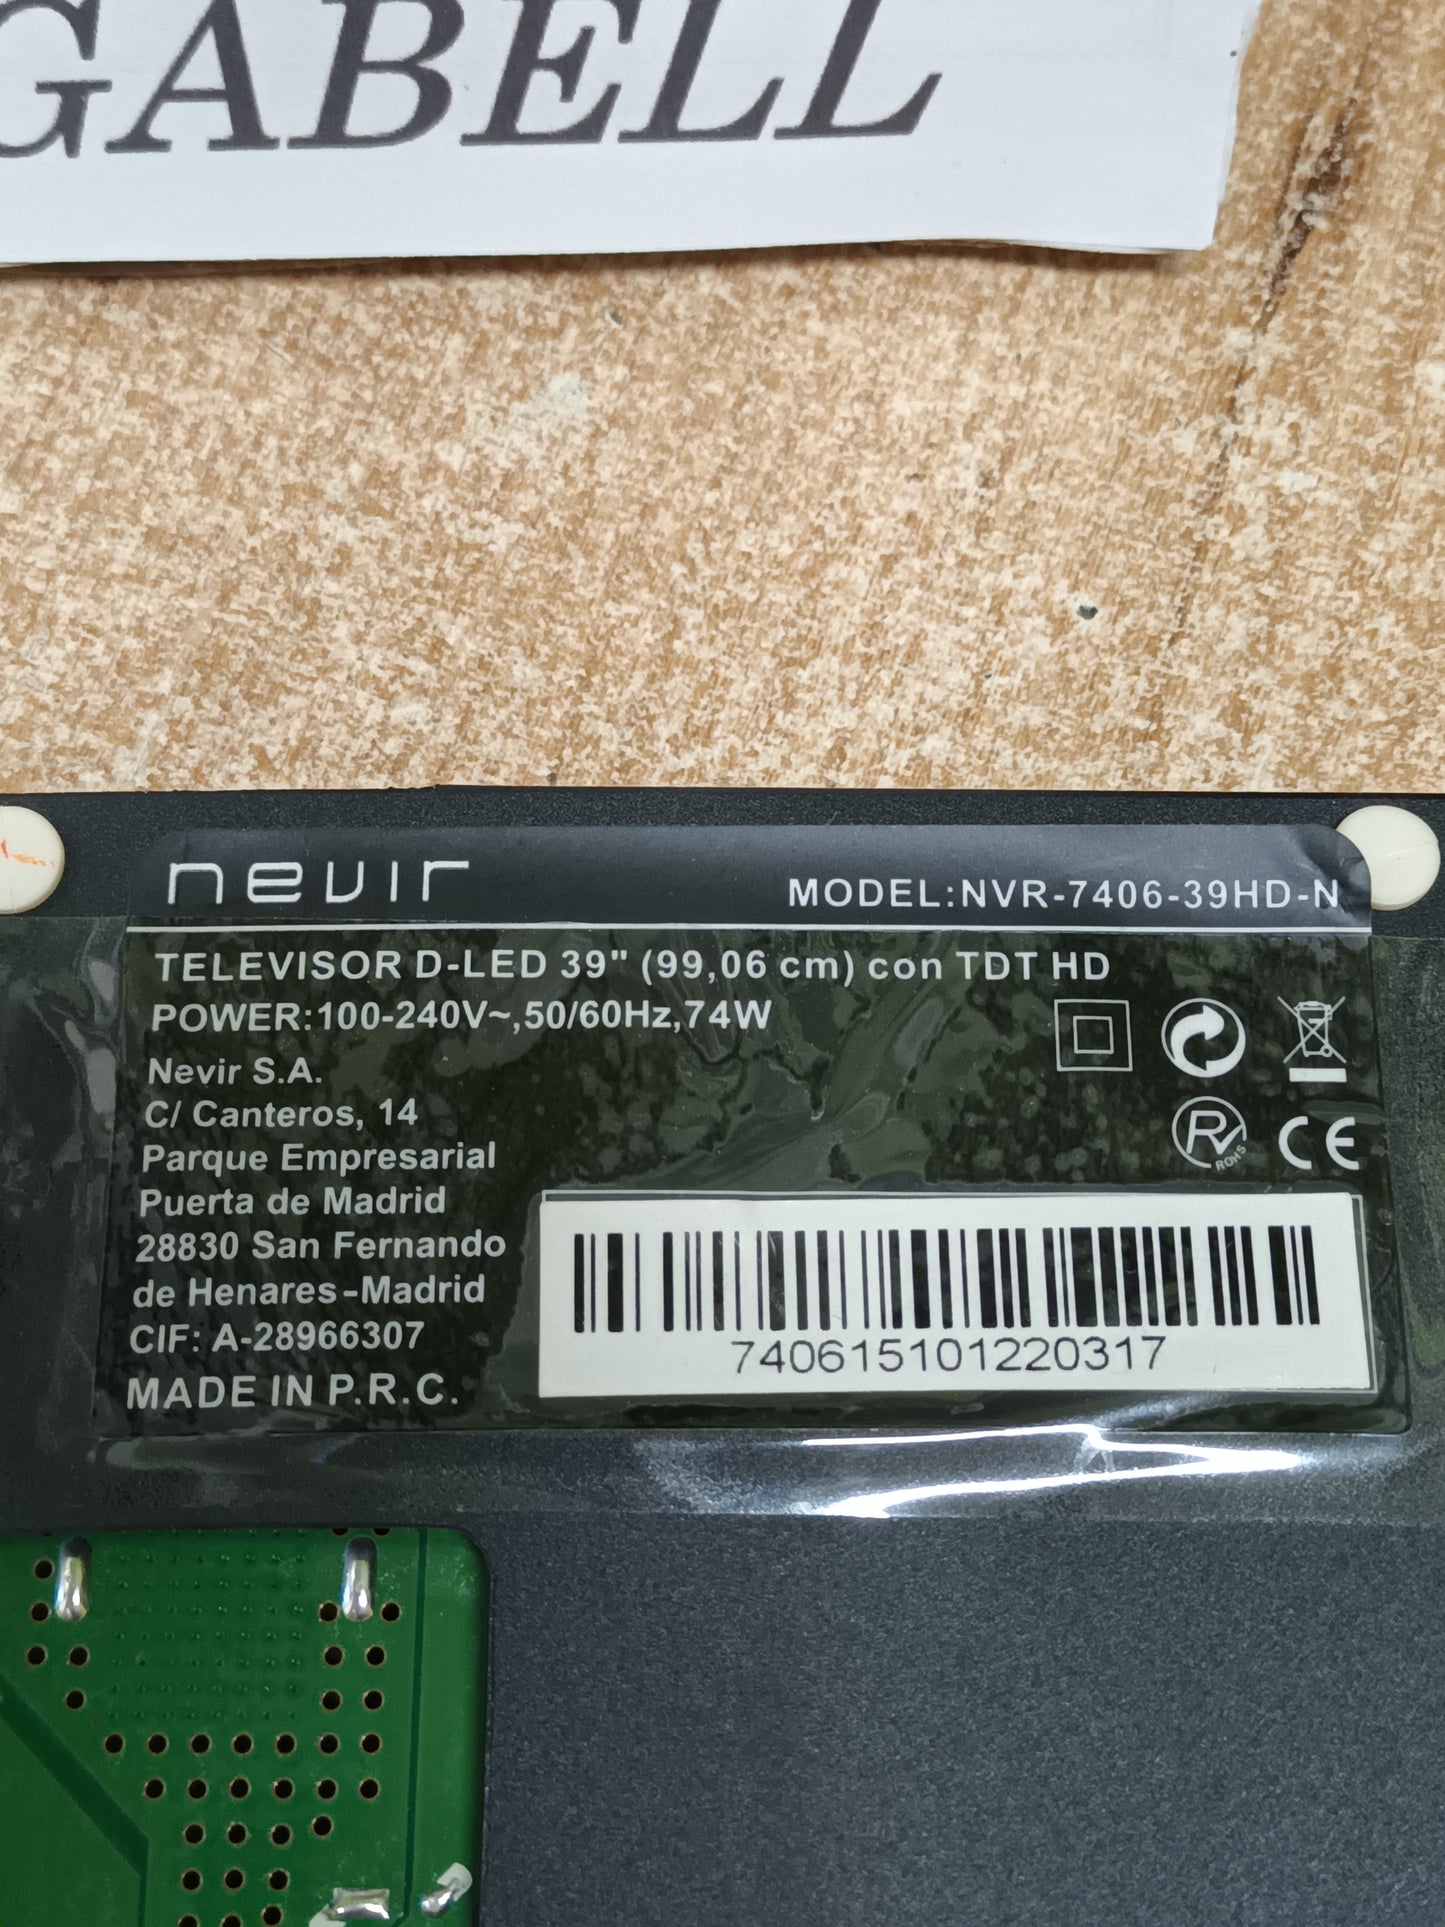 GABELL
nevir
MODEL:NVR-7406-39HD-N
TELEVISOR D-LED 39" (99,06 cm) con TDT HD
POWER:100-240V~,50/60Hz,74W
Nevir S.A.
C/ Canteros, 14
Parque Empresarial
Puerta de Madrid
28830 San Fernando
de Henares-Madrid
CIF: A-28966307
MADE IN P.R.C.
R
ROHS
CE
740615101220317